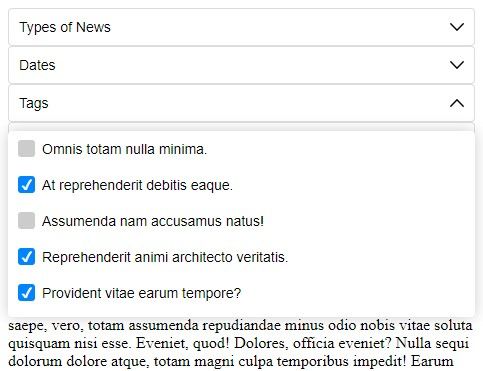 Types of News
Dates
Tags
Omnis totam nulla minima.
At reprehenderit debitis eaque.
Assumenda nam accusamus natus!
Reprehenderit animi architecto veritatis.
Provident vitae earum tempore?
saepe, vero, totam assumenda repudiandae minus odio nobis vitae soluta
quisquam nisi esse. Eveniet, quod! Dolores, officia eveniet? Nulla sequi
dolorum dolore atque, totam magni culpa temporibus impedit! Earum